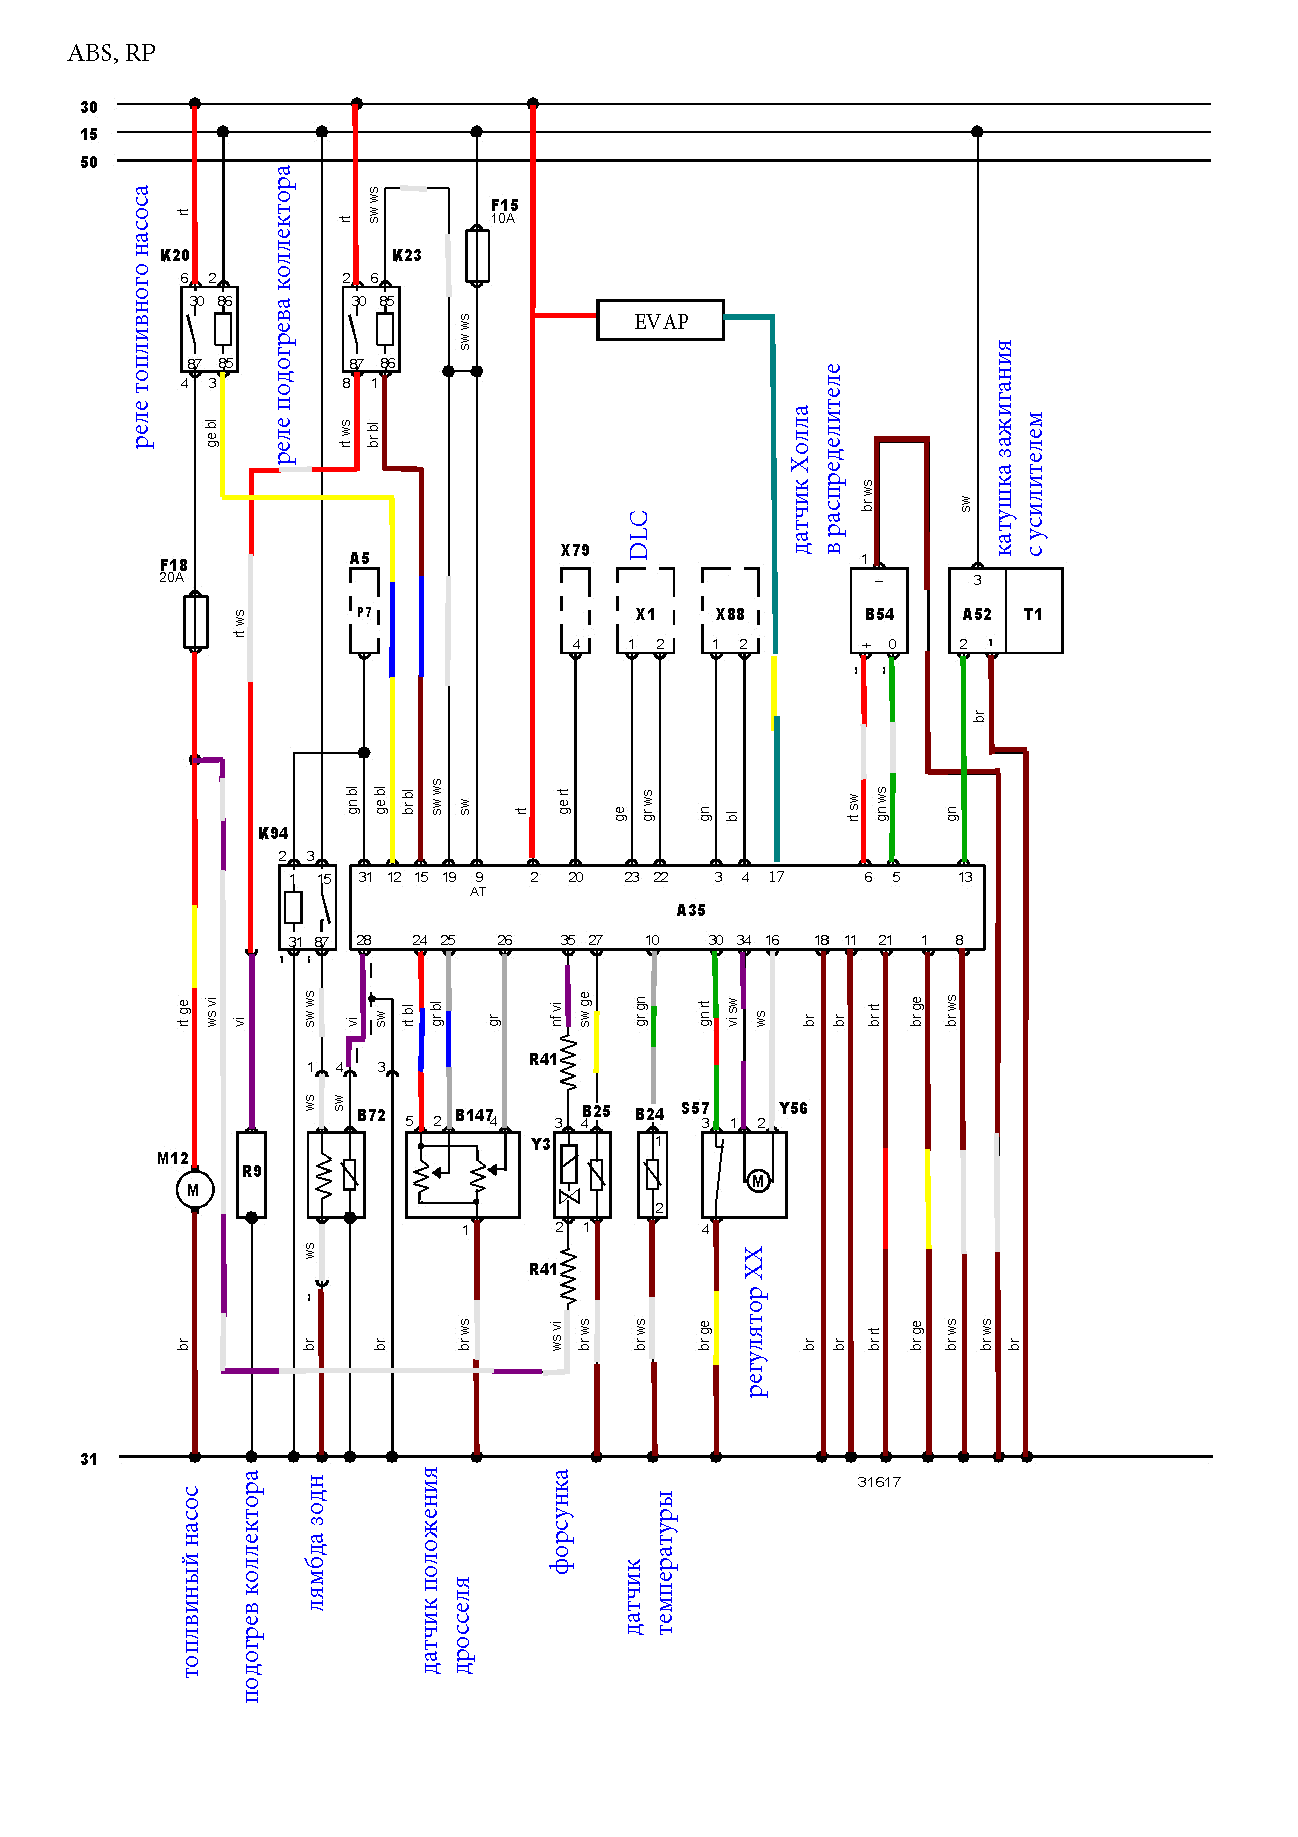 ABS, RP
30
15
50
реле топливного насоса
реле подогрева коллектора
rt
K20
6 2
30 86
87 85
4 3
ge bl
rt
sw ws
K23
2 6
30 85
87 86
8 1
rt ws
br bl
F15
10A
sw ws
EVAP
датчик Холла
в распределителе
катушка зажигания
с усилителем
br ws
sw
F18
20A
rt ws
A5
P7
X79
4
DLC
X1
1 2
X88
1 2
1
–
B54
+ 0
3
A52
T1
2 1
br
gn bl
ge bl
br bl
sw ws
sw
rt
ge rt
ge
gr ws
gn
bl
rt sw
gn ws
gn
K94
2 3
1 15
31 87
31 12 15 19 9 2 20 23 22 3 4 17 6 5 13
AT
A35
28 24 25 26 35 27 10 30 34 16 18 11 21 1 8
rt ge
ws vi
vi
sw ws
vi
sw
rt bl
gr bl
gr
nf vi
sw ge
gr gn
gn rt
vi sw
ws
br
br
br rt
br ge
br ws
R41
1 4 3
ws
sw
B72
5 2
B147
4
3 4
B25
B24
S57
3 1 2
Y56
M12
M
R9
Y3
1
2
M
1
2 1
4
R41
ws
br
br
br
br ws
ws vi
br ws
br ws
br ge
регулятор ХХ
br
br
br rt
br ge
br ws
br ws
br
31
31617
топлвиный насос
подогрев коллектора
лямбда зодн
датчик положения
дросселя
форсунка
датчик
температуры